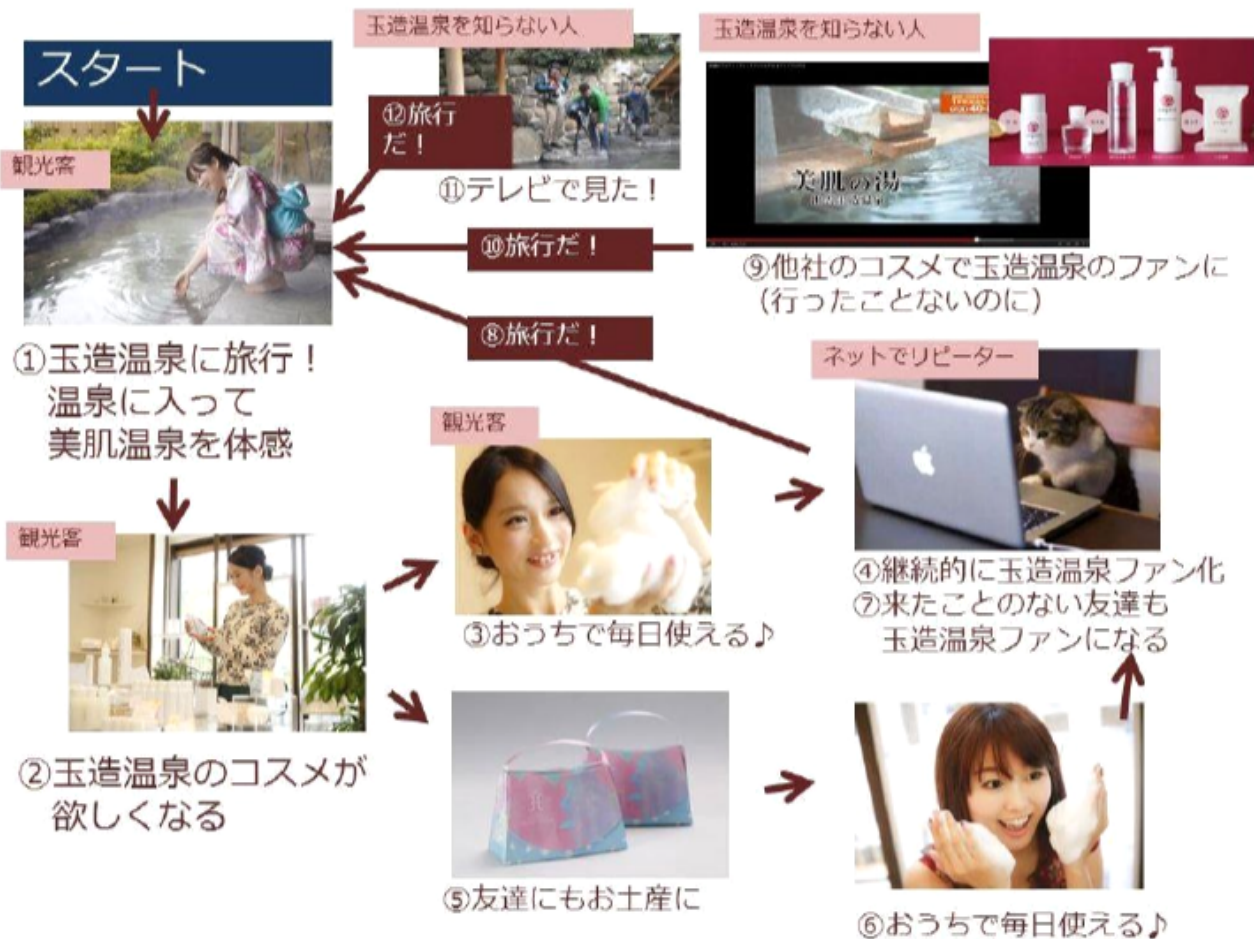 スタート
観光客
①玉造温泉に旅行!
温泉に入って
美肌温泉を体感
観光客
②玉造温泉のコスメが
欲しくなる
観光客
③おうちで毎日使える♪
ネットでリピーター
④継続的に玉造温泉ファン化
⑦来たことのない友達も
玉造温泉ファンになる
⑤友達にもお土産に
⑥おうちで毎日使える♪
⑧旅行だ!
玉造温泉を知らない人
美肌の湯
⑨他社のコスメで玉造温泉のファンに
(行ったことないのに)
⑩旅行だ!
玉造温泉を知らない人
⑪テレビで見た!
⑫旅行
だ!